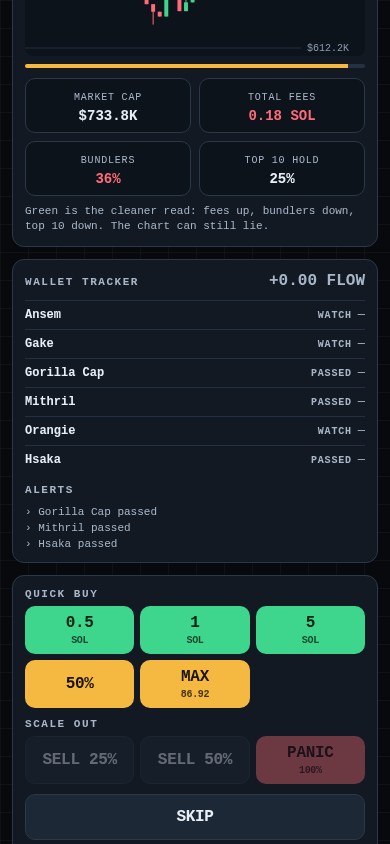 $612.2K
MARKET CAP
$733.8K
TOTAL FEES
0.18 SOL
BUNDLERS
36%
TOP 10 HOLD
25%
Green is the cleaner read: fees up, bundlers down,
top 10 down. The chart can still lie.
WALLET TRACKER +0.00 FLOW
Ansem WATCH —
Gake WATCH —
Gorilla Cap PASSED —
Mithril PASSED —
Orangie WATCH —
Hsaka PASSED —
ALERTS
› Gorilla Cap passed
› Mithril passed
› Hsaka passed
QUICK BUY
0.5
SOL
1
SOL
5
SOL
50%
MAX
86.92
SCALE OUT
SELL 25%
SELL 50%
PANIC
100%
SKIP